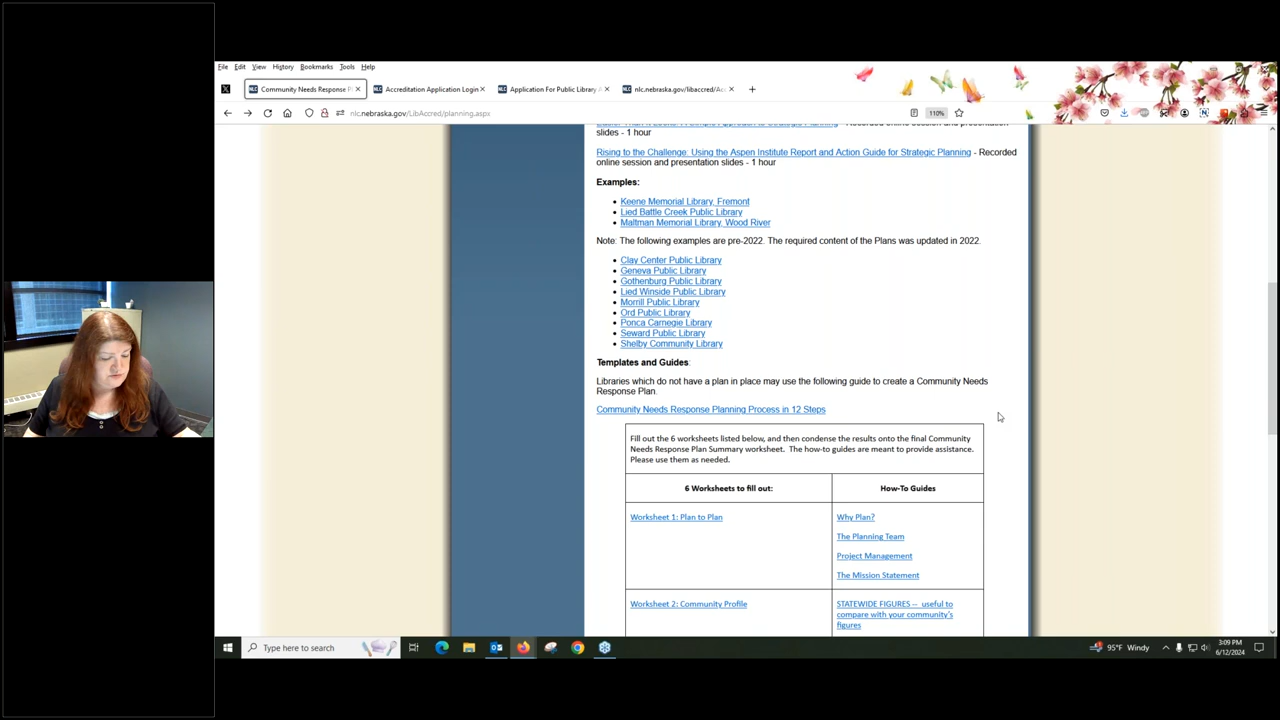 File Edit View History Bookmarks Tools Help
Community Needs Response P
Accreditation Application Login
Application For Public Library A
nlc.nebraska.gov/libaccred/Acc
nlc.nebraska.gov/LibAccred/planning.aspx
110%
slides - 1 hour
Rising to the Challenge: Using the Aspen Institute Report and Action Guide for Strategic Planning - Recorded
online session and presentation slides - 1 hour
Examples:
• Keene Memorial Library, Fremont
• Lied Battle Creek Public Library
• Maltman Memorial Library, Wood River
Note: The following examples are pre-2022. The required content of the Plans was updated in 2022.
• Clay Center Public Library
• Geneva Public Library
• Gothenburg Public Library
• Lied Winside Public Library
• Morrill Public Library
• Ord Public Library
• Ponca Carnegie Library
• Seward Public Library
• Shelby Community Library
Templates and Guides:
Libraries which do not have a plan in place may use the following guide to create a Community Needs
Response Plan.
Community Needs Response Planning Process in 12 Steps
Fill out the 6 worksheets listed below, and then condense the results onto the final Community
Needs Response Plan Summary worksheet. The how-to guides are meant to provide assistance.
Please use them as needed.
6 Worksheets to fill out:
How-To Guides
Worksheet 1: Plan to Plan
Why Plan?
The Planning Team
Project Management
The Mission Statement
Worksheet 2: Community Profile
STATEWIDE FIGURES -- useful to
compare with your community's
figures
Type here to search
95°F Windy
3:09 PM
6/12/2024